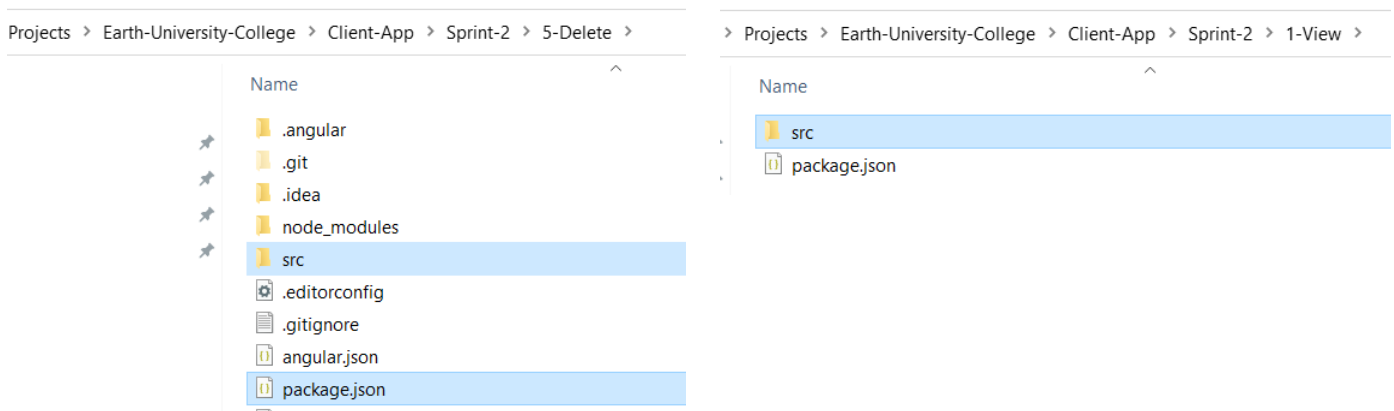 Projects > Earth-University-College > Client-App > Sprint-2 > 5-Delete >
Name
.angular
.git
.idea
node_modules
src
.editorconfig
.gitignore
angular.json
package.json
> Projects > Earth-University-College > Client-App > Sprint-2 > 1-View >
Name
src
package.json